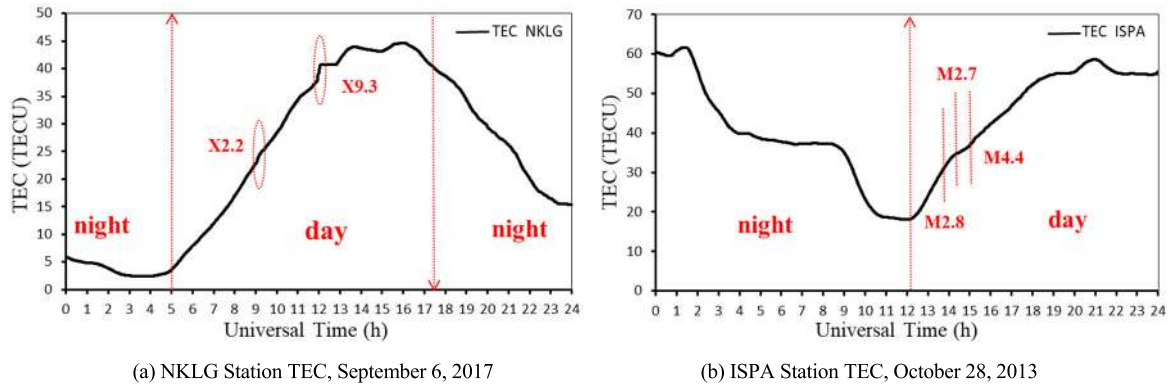 TEC NKLG
TEC (TECU)
50
45
40
35
30
25
20
15
10
5
0
X9.3
X2.2
night
day
night
0 1 2 3 4 5 6 7 8 9 10 11 12 13 14 15 16 17 18 19 20 21 22 23 24
Universal Time (h)
(a) NKLG Station TEC, September 6, 2017
TEC ISPA
TEC (TECU)
70
60
50
40
30
20
10
0
M2.7
M4.4
M2.8
night
day
0 1 2 3 4 5 6 7 8 9 10 11 12 13 14 15 16 17 18 19 20 21 22 23 24
Universal Time (h)
(b) ISPA Station TEC, October 28, 2013